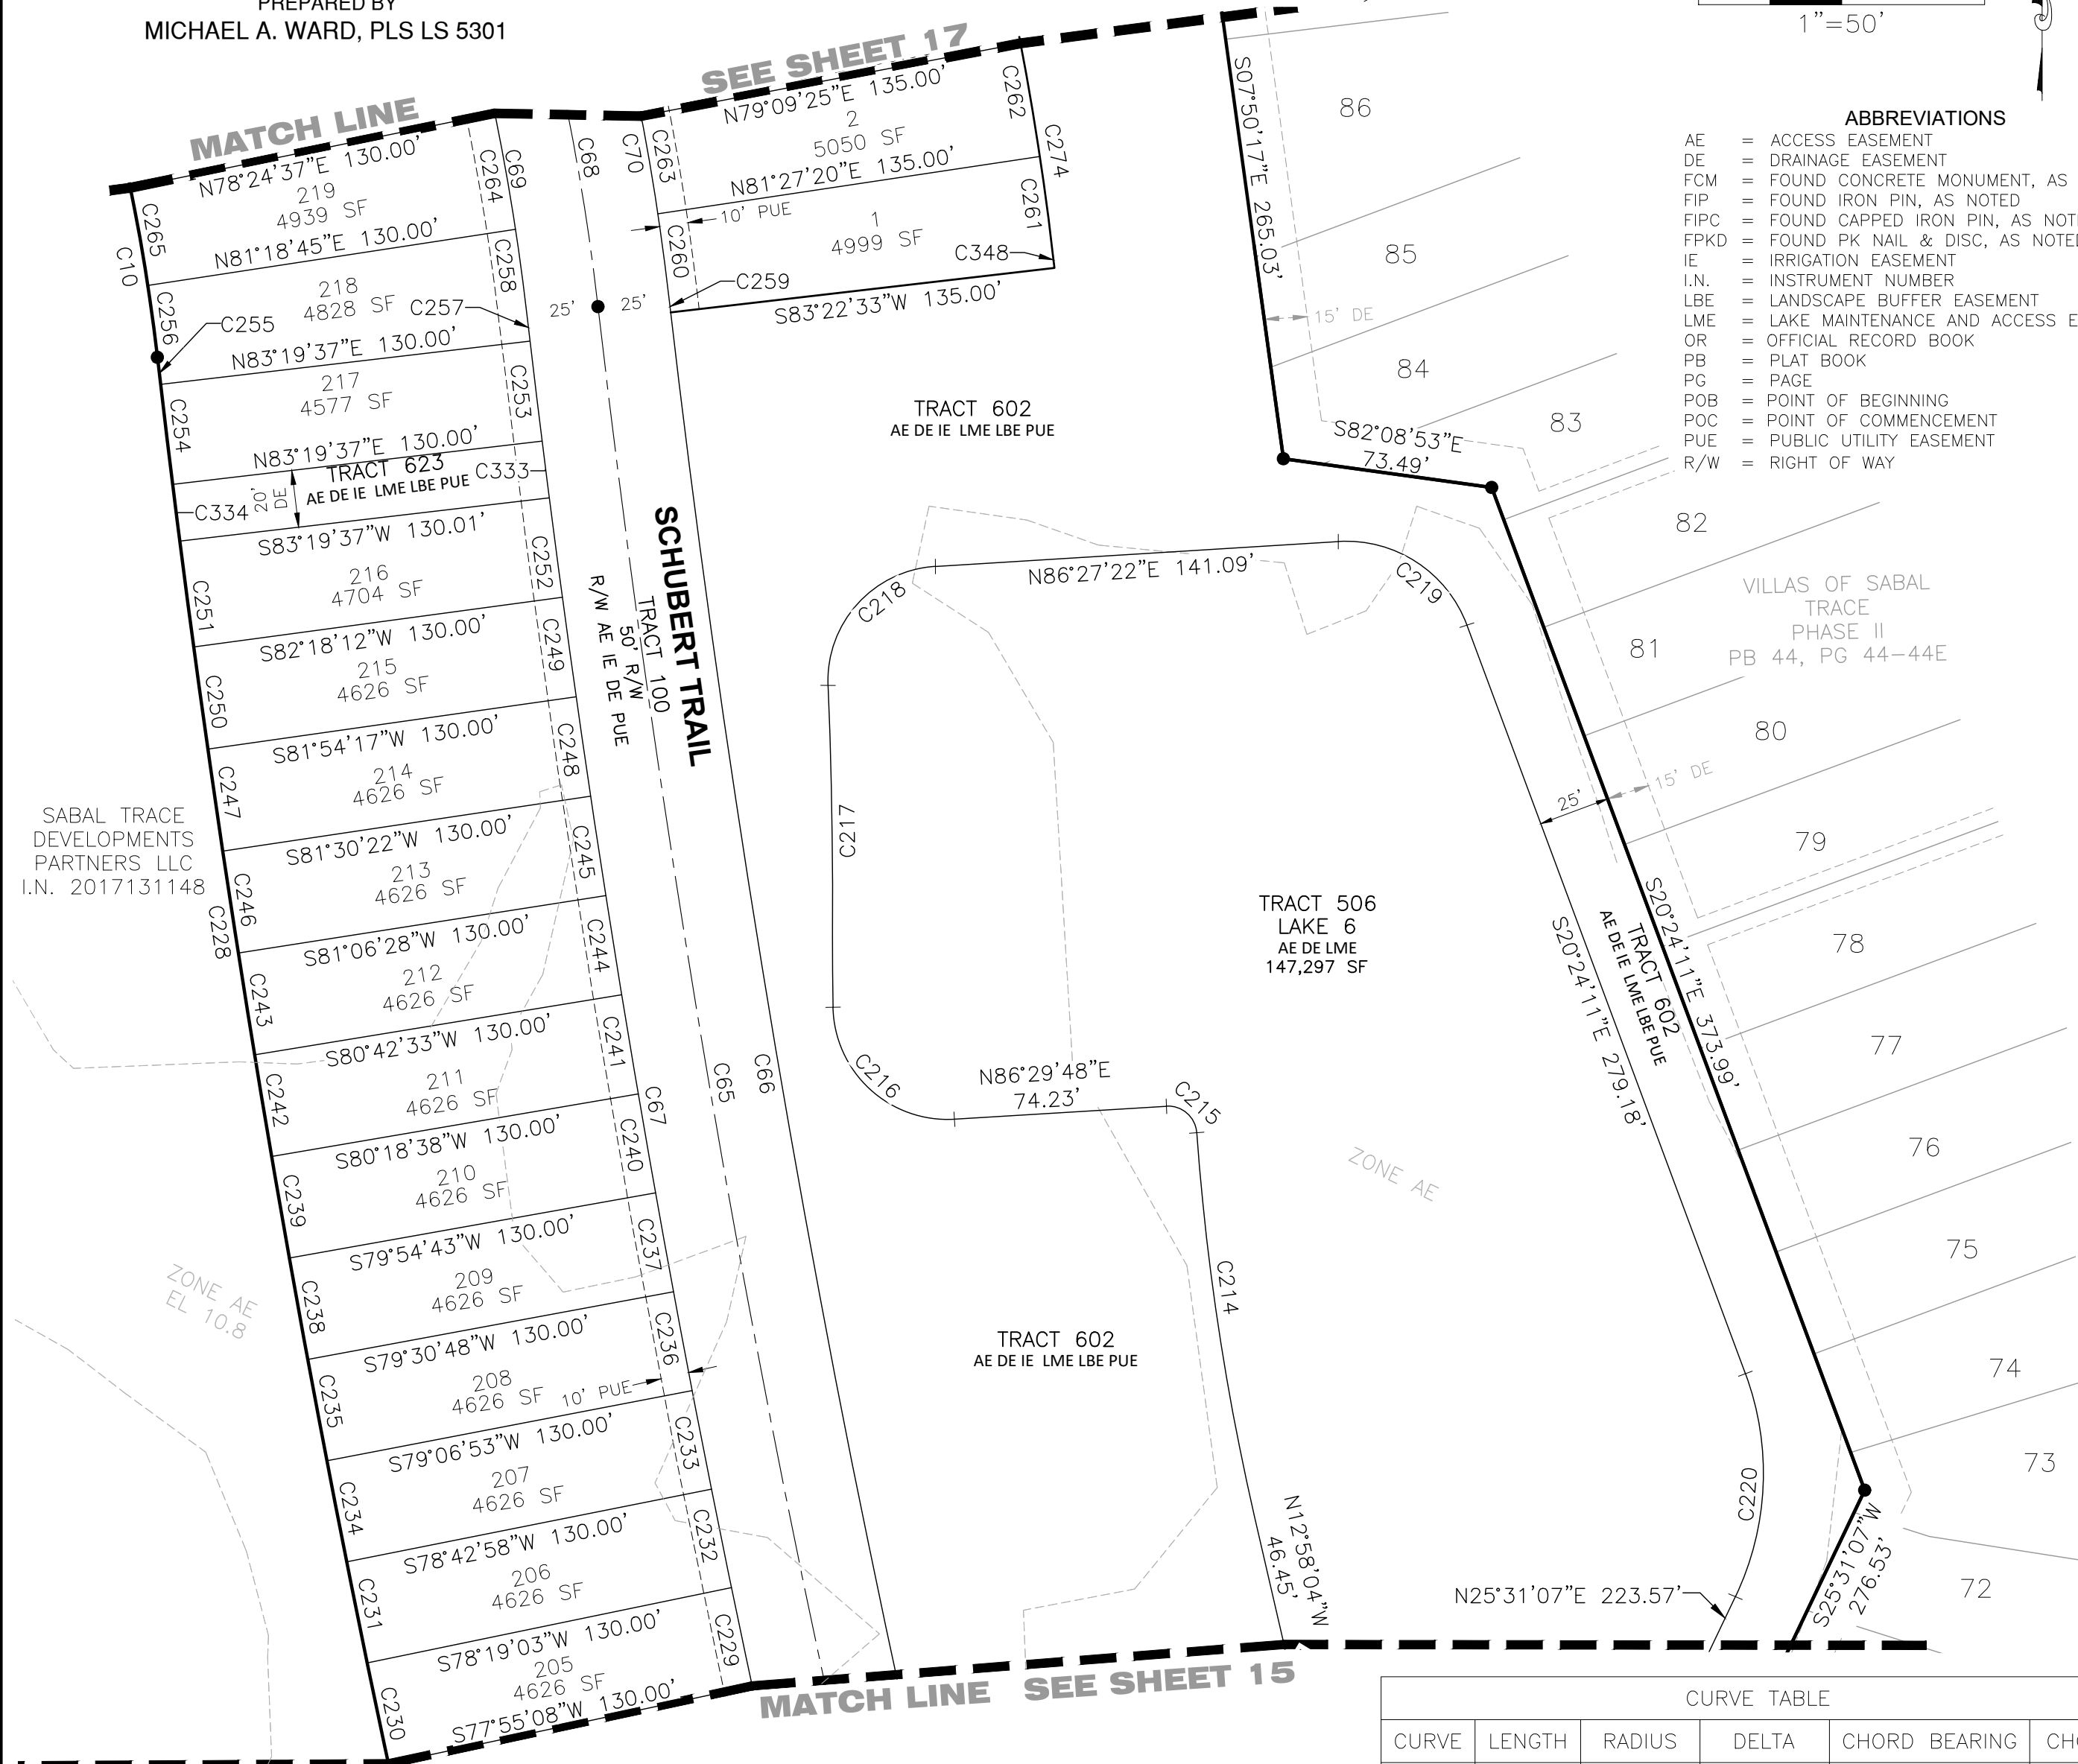 PREPARED BY
MICHAEL A. WARD, PLS LS 5301
1"=50'
MATCH LINE
SEE SHEET 17
ABBREVIATIONS
AE = ACCESS EASEMENT
DE = DRAINAGE EASEMENT
FCM = FOUND CONCRETE MONUMENT, AS
FIP = FOUND IRON PIN, AS NOTED
FIPC = FOUND CAPPED IRON PIN, AS NOT
FPKD = FOUND PK NAIL & DISC, AS NOTE
IE = IRRIGATION EASEMENT
I.N. = INSTRUMENT NUMBER
LBE = LANDSCAPE BUFFER EASEMENT
LME = LAKE MAINTENANCE AND ACCESS E
OR = OFFICIAL RECORD BOOK
PB = PLAT BOOK
PG = PAGE
POB = POINT OF BEGINNING
POC = POINT OF COMMENCEMENT
PUE = PUBLIC UTILITY EASEMENT
R/W = RIGHT OF WAY
N78°24'37"E 130.00'
219
4939 SF
C265
C10
C264
C69
C68
C70
C263
N79°09'25"E 135.00'
2
5050 SF
C262
C274
N81°27'20"E 135.00'
10' PUE
1
4999 SF
C261
C260
C348
C259
S83°22'33"W 135.00'
N81°18'45"E 130.00'
218
4828 SF
C258
C257
C256
C255
25'
25'
N83°19'37"E 130.00'
217
4577 SF
C254
C253
N83°19'37"E 130.00'
TRACT 623
AE DE IE LME LBE PUE
C333
C334
20'
DE
S83°19'37"W 130.01'
216
4704 SF
C252
C251
S82°18'12"W 130.00'
215
4626 SF
C249
C250
S81°54'17"W 130.00'
214
4626 SF
C248
C247
S81°30'22"W 130.00'
213
4626 SF
C245
C246
C228
S81°06'28"W 130.00'
212
4626 SF
C244
C243
S80°42'33"W 130.00'
211
4626 SF
C241
C242
C67
S80°18'38"W 130.00'
210
4626 SF
C240
C239
S79°54'43"W 130.00'
209
4626 SF
C237
C238
S79°30'48"W 130.00'
208
4626 SF
10' PUE
C236
C235
S79°06'53"W 130.00'
207
4626 SF
C233
C234
S78°42'58"W 130.00'
206
4626 SF
C232
C231
S78°19'03"W 130.00'
205
4626 SF
C229
C230
S77°55'08"W 130.00'
SABAL TRACE
DEVELOPMENTS
PARTNERS LLC
I.N. 2017131148
ZONE AE
EL 10.8
SCHUBERT TRAIL
TRACT 100
50' R/W
R/W AE IE DE PUE
C65
C66
TRACT 602
AE DE IE LME LBE PUE
S07°50'17"E 265.03'
15' DE
S82°08'53"E
73.49'
N86°27'22"E 141.09'
C218
C219
C217
C216
N86°29'48"E
74.23'
C215
C214
TRACT 506
LAKE 6
AE DE LME
147,297 SF
ZONE AE
TRACT 602
AE DE IE LME LBE PUE
N12°58'04"W
46.45'
25'
15' DE
S20°24'11"E 279.18'
TRACT 602
AE DE IE LME LBE PUE
S20°24'11"E 373.99'
C220
N25°31'07"E 223.57'
S25°31'07"W
276.53'
86
85
84
83
82
81
80
79
78
77
76
75
74
73
72
VILLAS OF SABAL
TRACE
PHASE II
PB 44, PG 44-44E
MATCH LINE SEE SHEET 15
CURVE TABLE
CURVE LENGTH RADIUS DELTA CHORD BEARING